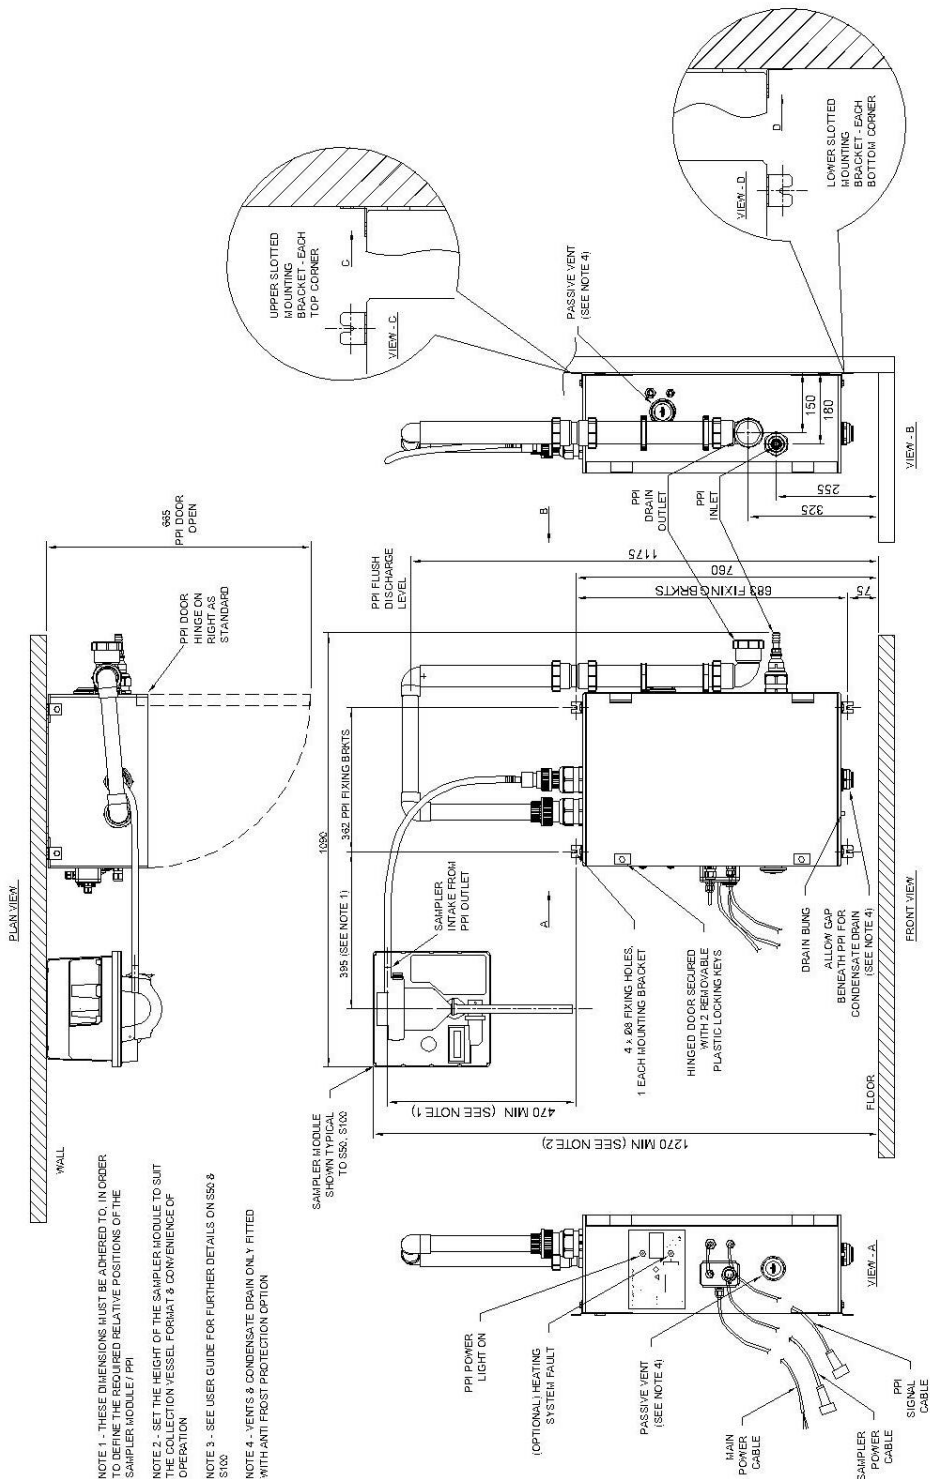 PLAN VIEW
WALL
665
PPI DOOR
OPEN
PPI DOOR
HINGE ON
RIGHT AS
STANDARD
NOTE 1 - THESE DIMENSIONS MUST BE ADHERED TO, IN ORDER
TO DEFINE THE REQUIRED RELATIVE POSITIONS OF THE
SAMPLER MODULE / PPI
NOTE 2 - SET THE HEIGHT OF THE SAMPLER MODULE TO SUIT
THE COLLECTION VESSEL FORMAT & CONVENIENCE OF
OPERATION
NOTE 3 - SEE USER GUIDE FOR FURTHER DETAILS ON S50 &
S100
NOTE 4 - VENTS & CONDENSATE DRAIN ONLY FITTED
WITH ANTI FROST PROTECTION OPTION
UPPER SLOTTED
MOUNTING
BRACKET - EACH
TOP CORNER
C
VIEW - C
LOWER SLOTTED
MOUNTING
BRACKET - EACH
BOTTOM CORNER
D
VIEW - D
PASSIVE VENT
(SEE NOTE 4)
150
180
255
325
VIEW - B
PPI
DRAIN
OUTLET
PPI
INLET
B
PPI FLUSH
DISCHARGE
LEVEL
1175
760
683 FIXING BRKTS
75
1090
362 PPI FIXING BRKTS
395 (SEE NOTE 1)
SAMPLER
INTAKE FROM
PPI OUTLET
A
SAMPLER MODULE
SHOWN TYPICAL
TO S50, S100
470 MIN (SEE NOTE 1)
1270 MIN (SEE NOTE 2)
4 x Ø8 FIXING HOLES,
1 EACH MOUNTING BRACKET
HINGED DOOR SECURED
WITH 2 REMOVABLE
PLASTIC LOCKING KEYS
DRAIN BUNG
ALLOW GAP
BENEATH PPI FOR
CONDENSATE DRAIN
(SEE NOTE 4)
FLOOR
FRONT VIEW
PPI POWER
LIGHT ON
(OPTIONAL) HEATING
SYSTEM FAULT
PASSIVE VENT
(SEE NOTE 4)
MAIN
POWER
CABLE
SAMPLER
POWER
CABLE
PPI
SIGNAL
CABLE
VIEW - A